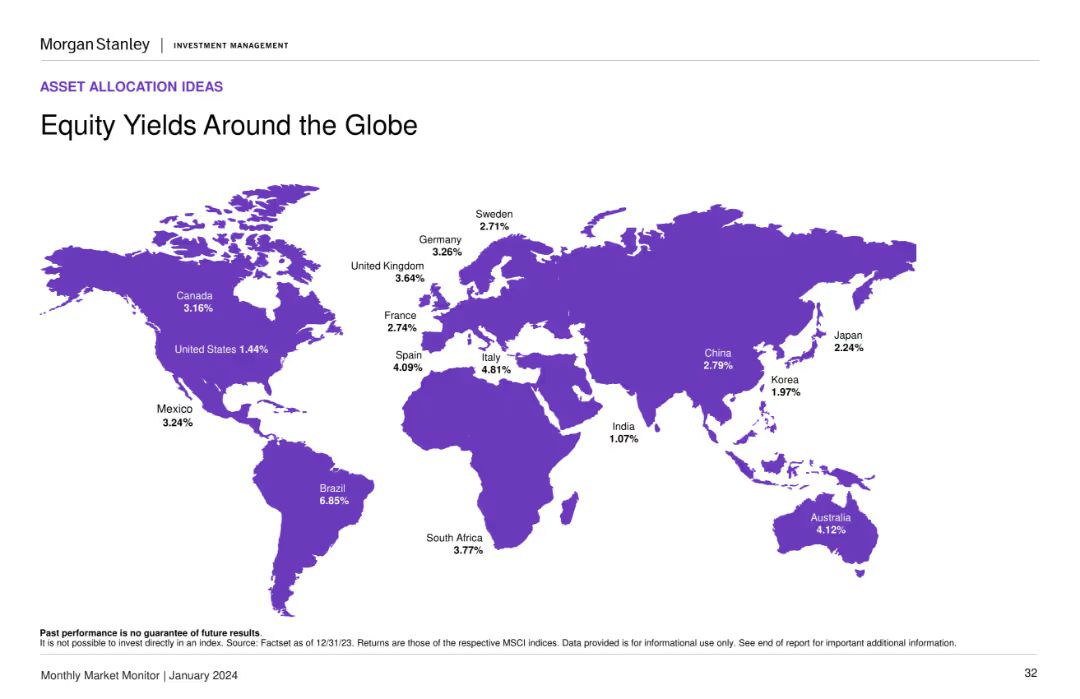 Morgan Stanley | INVESTMENT MANAGEMENT
ASSET ALLOCATION IDEAS
Equity Yields Around the Globe
Sweden
2.71%
Germany
3.26%
United Kingdom
3.64%
Canada
3.16%
France
2.74%
Japan
2.24%
United States 1.44%
Spain
4.09%
Italy
4.81%
China
2.79%
Korea
1.97%
Mexico
3.24%
India
1.07%
Brazil
6.85%
Australia
4.12%
South Africa
3.77%
Past performance is no guarantee of future results.
It is not possible to invest directly in an index. Source: Factset as of 12/31/23. Returns are those of the respective MSCI indices. Data provided is for informational use only. See end of report for important additional information.
Monthly Market Monitor | January 2024
32